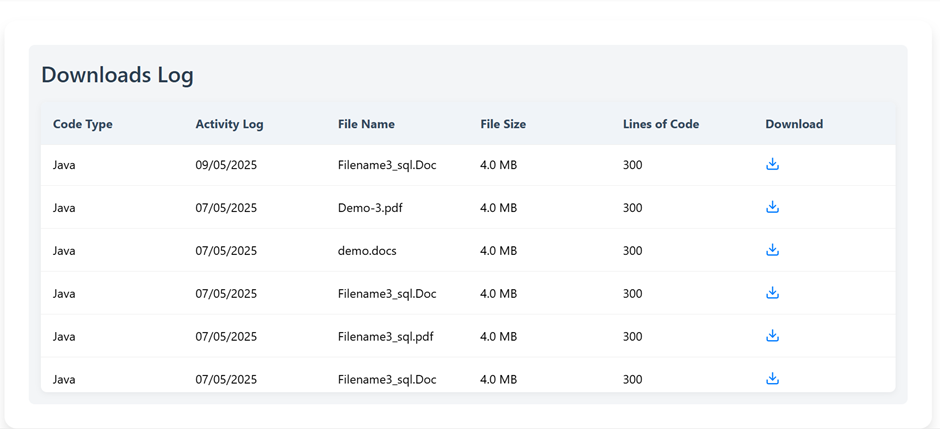 Downloads Log
Code Type Activity Log File Name File Size Lines of Code Download
Java 09/05/2025 Filename3_sql.Doc 4.0 MB 300
Java 07/05/2025 Demo-3.pdf 4.0 MB 300
Java 07/05/2025 demo.docs 4.0 MB 300
Java 07/05/2025 Filename3_sql.Doc 4.0 MB 300
Java 07/05/2025 Filename3_sql.pdf 4.0 MB 300
Java 07/05/2025 Filename3_sql.Doc 4.0 MB 300